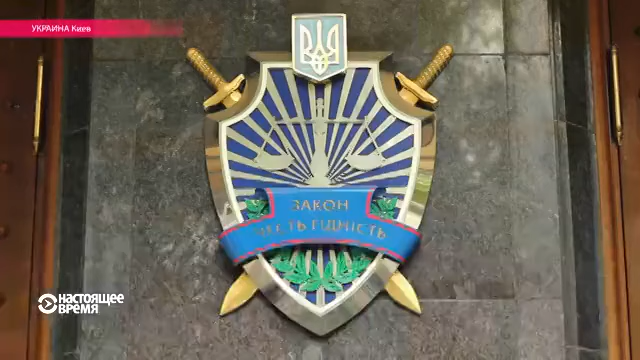 УКРАИНА Киев
ЗАКОН
ЧЕСТЬ ГІДНІСТЬ
НАСТОЯЩЕЕ
ВРЕМЯ